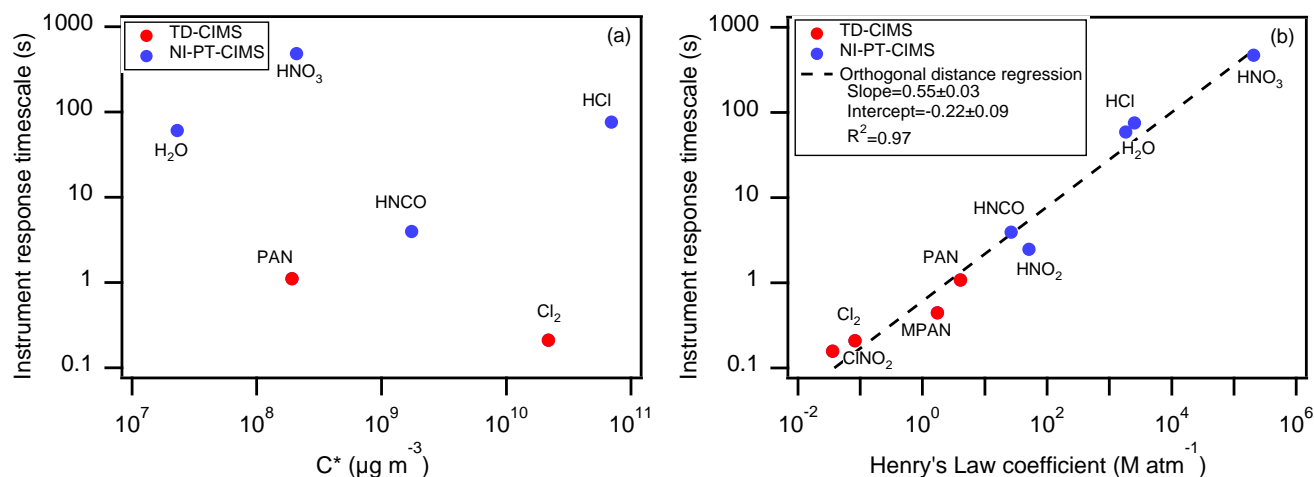 1000
100
10
1
0.1
Instrument response timescale (s)
TD-CIMS
NI-PT-CIMS
(a)
HNO3
HCl
H2O
HNCO
PAN
Cl2
10^7
10^8
10^9
10^10
10^11
C* (µg m^-3)
1000
100
10
1
0.1
Instrument response timescale (s)
TD-CIMS
NI-PT-CIMS
Orthogonal distance regression
Slope=0.55±0.03
Intercept=-0.22±0.09
R^2=0.97
(b)
HNO3
HCl
H2O
HNCO
HNO2
PAN
MPAN
Cl2
ClNO2
10^-2
10^0
10^2
10^4
10^6
Henry's Law coefficient (M atm^-1)